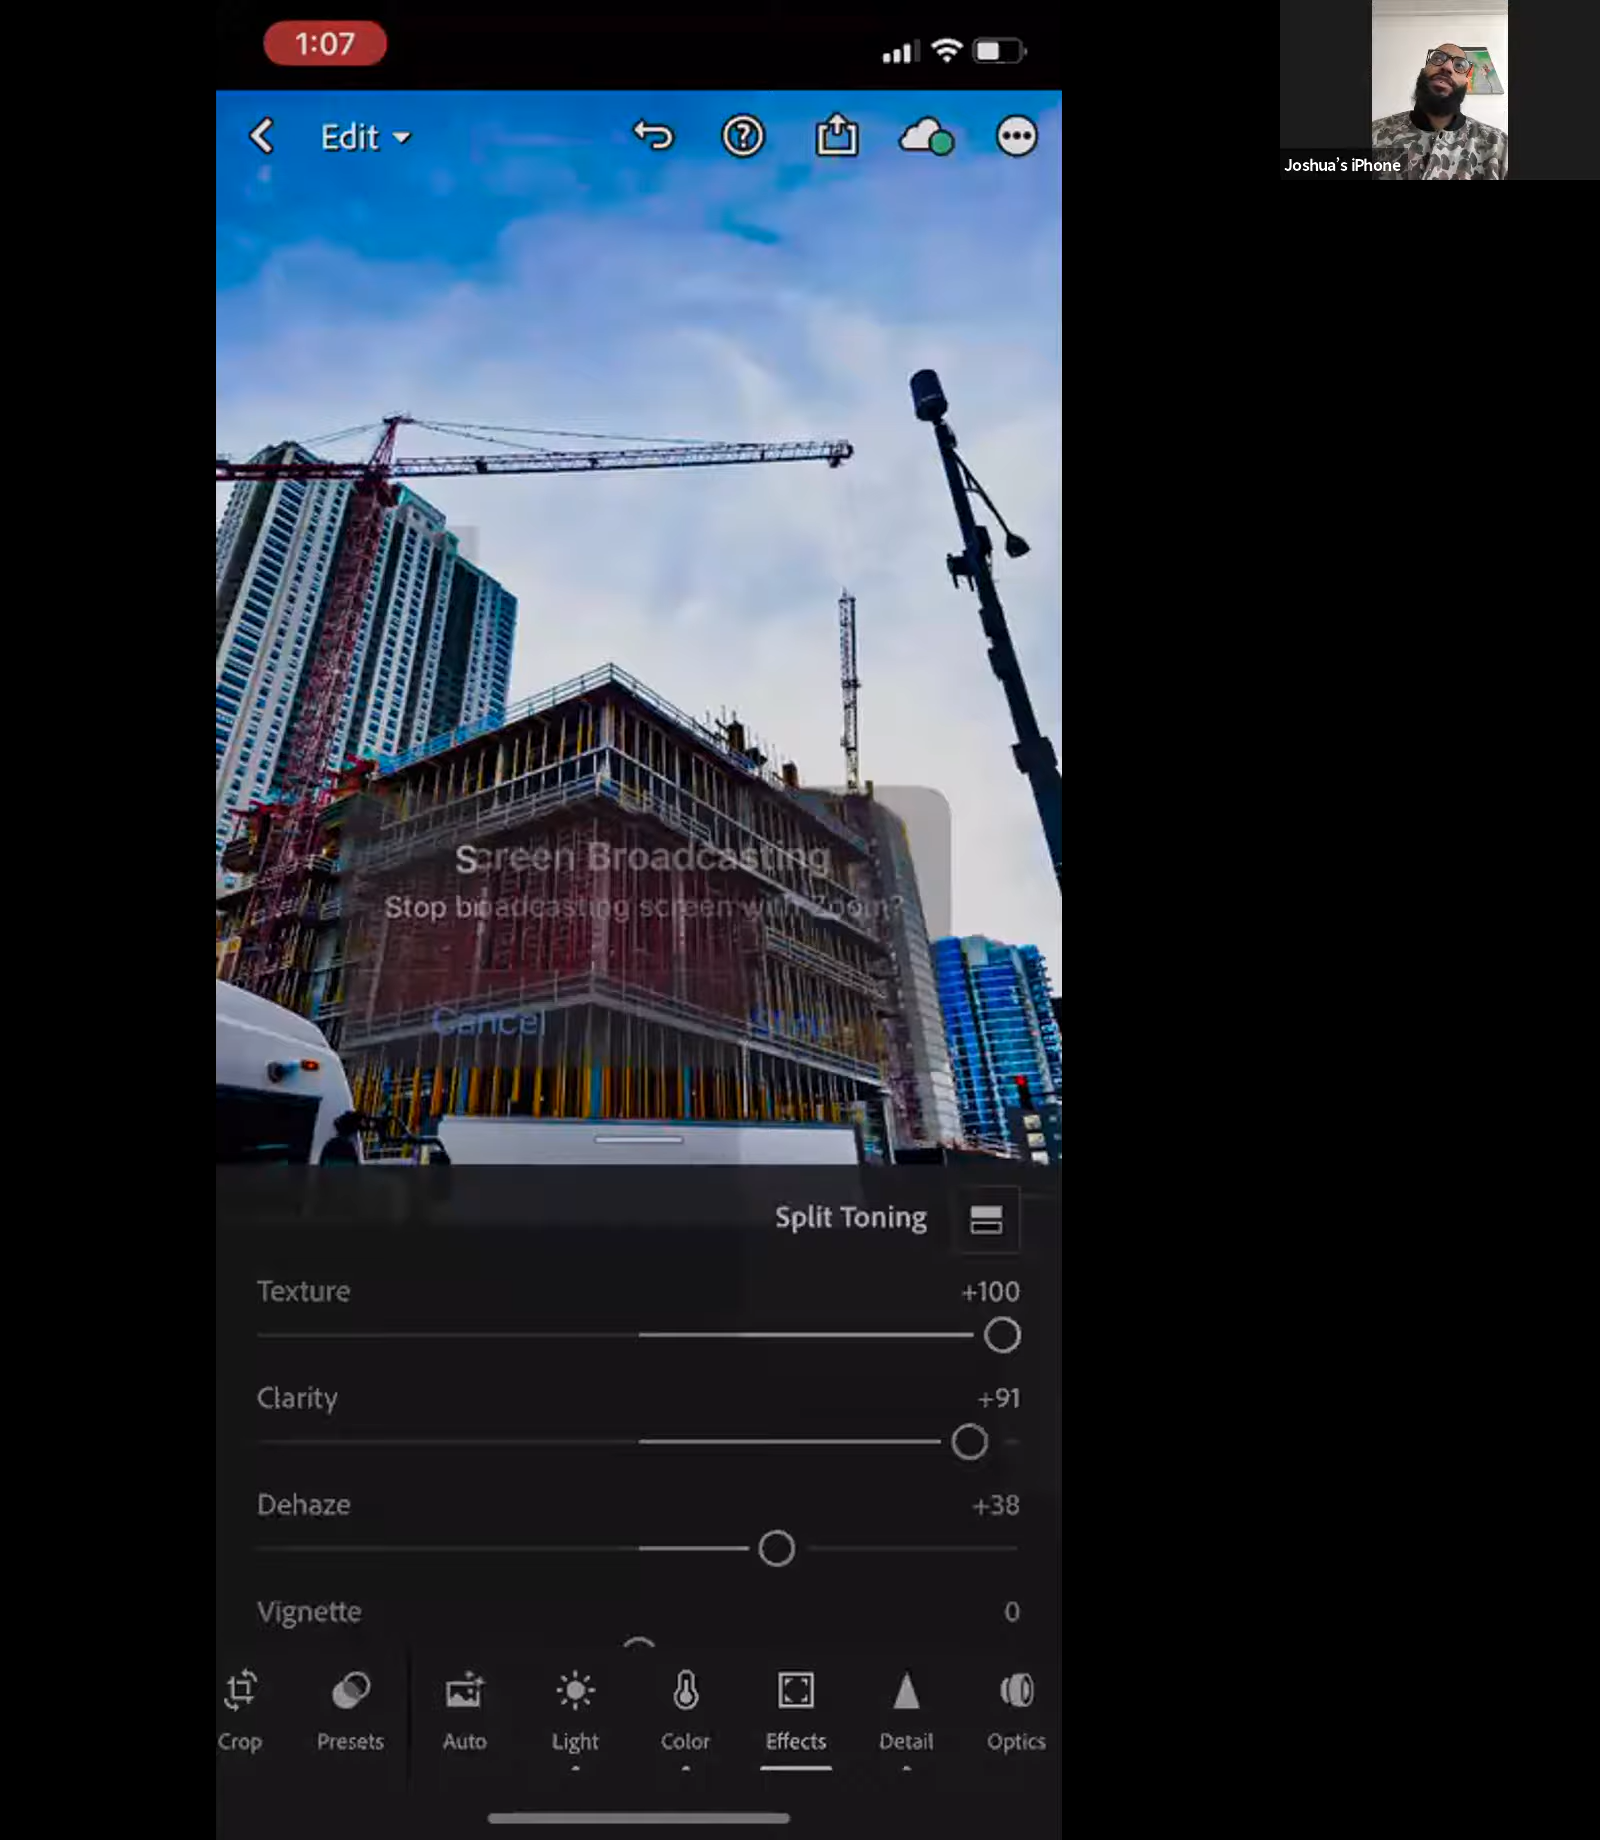 1:07
Joshua's iPhone
Edit
Screen Broadcasting
Stop broadcasting screen with Zoom?
Cancel
Stop
Split Toning
Texture
+100
Clarity
+91
Dehaze
+38
Vignette
0
Crop
Presets
Auto
Light
Color
Effects
Detail
Optics